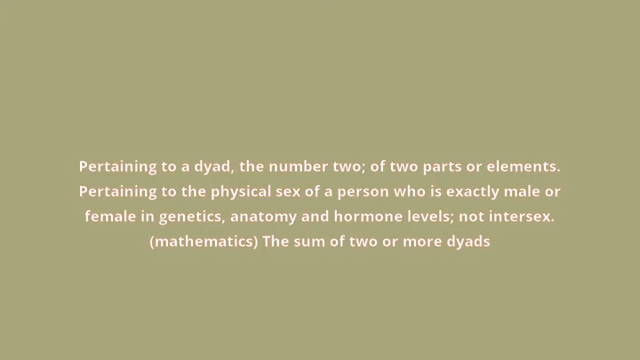 Pertaining to a dyad, the number two; of two parts or elements.
Pertaining to the physical sex of a person who is exactly male or
female in genetics, anatomy and hormone levels; not intersex.
(mathematics) The sum of two or more dyads